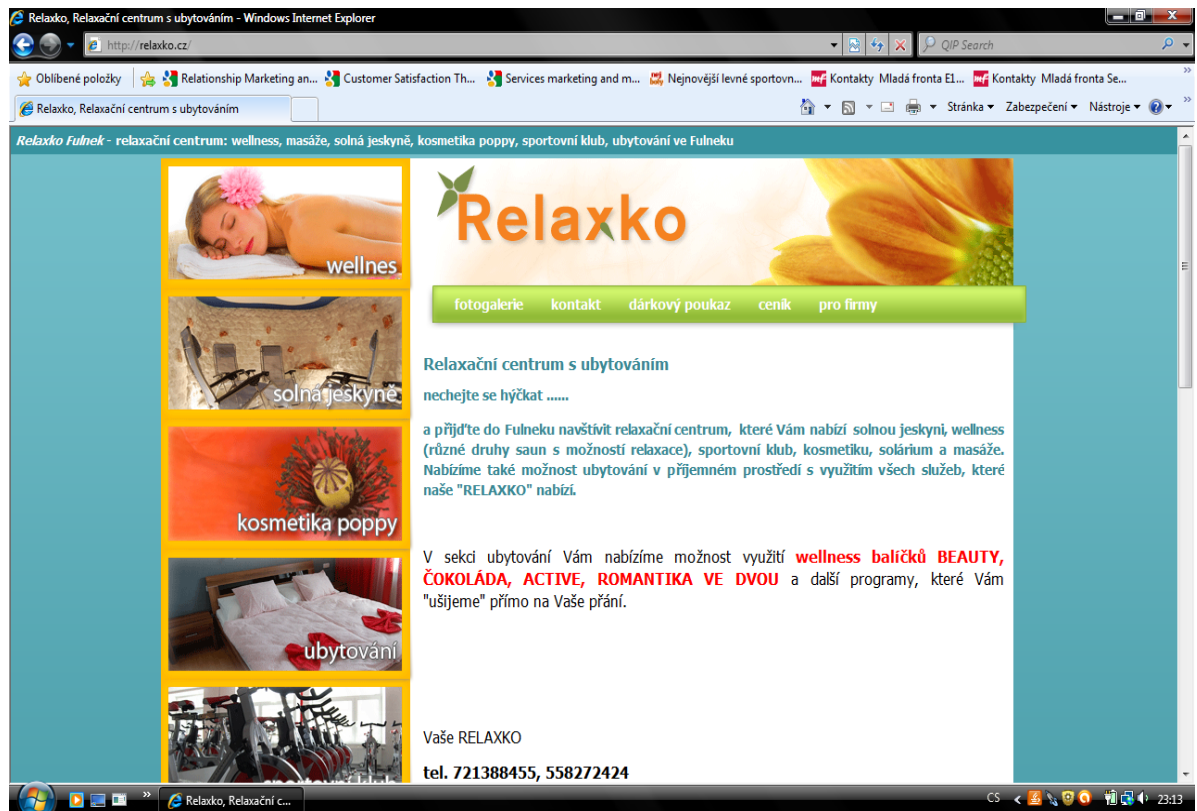 Relaxko, Relaxační centrum s ubytováním - Windows Internet Explorer
http://relaxko.cz/
QIP Search
Oblíbené položky
Relationship Marketing an...
Customer Satisfaction Th...
Services marketing and m...
Nejnovější levné sportovn...
Kontakty Mladá fronta E1...
Kontakty Mladá fronta Se...
Relaxko, Relaxační centrum s ubytováním
Stránka
Zabezpečení
Nástroje
Relaxko Fulnek - relaxační centrum: wellness, masáže, solná jeskyně, kosmetika poppy, sportovní klub, ubytování ve Fulneku
wellnes
solná jeskyně
kosmetika poppy
ubytování
sportovní klub
Relaxko
fotogalerie kontakt dárkový poukaz ceník pro firmy
Relaxační centrum s ubytováním
nechejte se hýčkat ......
a přijďte do Fulneku navštívit relaxační centrum, které Vám nabízí solnou jeskyni, wellness
(různé druhy saun s možností relaxace), sportovní klub, kosmetiku, solárium a masáže.
Nabízíme také možnost ubytování v příjemném prostředí s využitím všech služeb, které
naše "RELAXKO" nabízí.
V sekci ubytování Vám nabízíme možnost využití wellness balíčků BEAUTY,
ČOKOLÁDA, ACTIVE, ROMANTIKA VE DVOU a další programy, které Vám
"ušijeme" přímo na Vaše přání.
Vaše RELAXKO
tel. 721388455, 558272424
Relaxko, Relaxační c...
CS
23:13